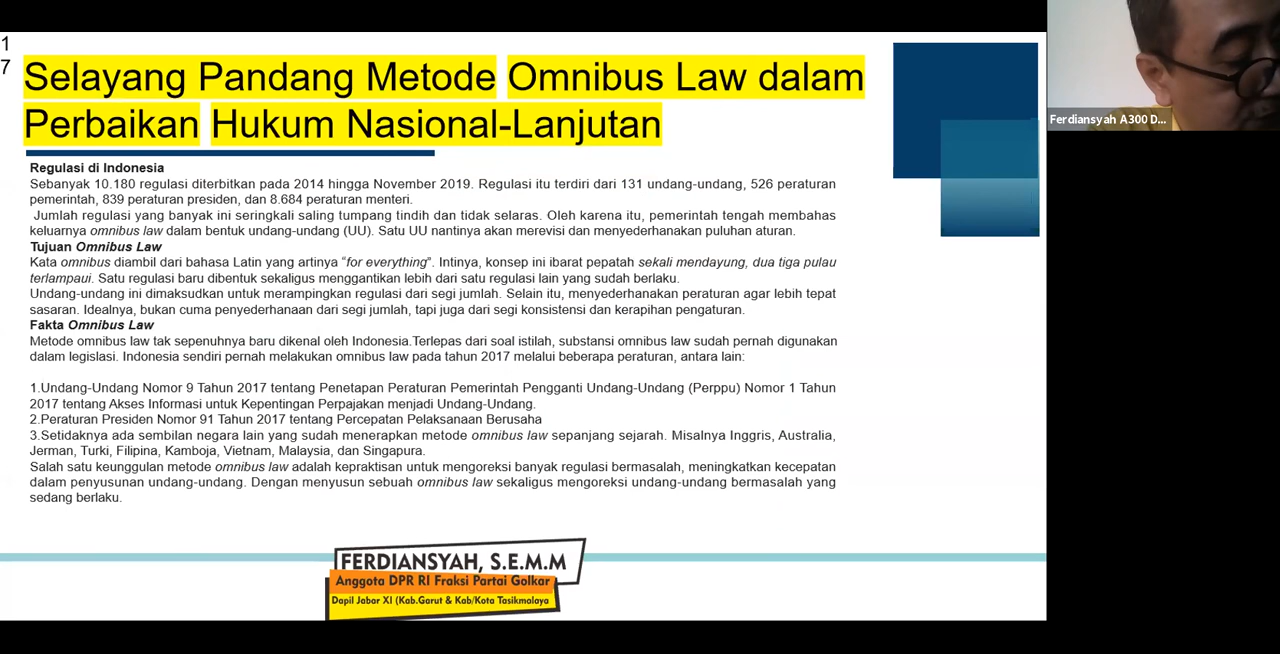 1
7
Selayang Pandang Metode Omnibus Law dalam
Perbaikan Hukum Nasional-Lanjutan
Regulasi di Indonesia
Sebanyak 10.180 regulasi diterbitkan pada 2014 hingga November 2019. Regulasi itu terdiri dari 131 undang-undang, 526 peraturan
pemerintah, 839 peraturan presiden, dan 8.684 peraturan menteri.
Jumlah regulasi yang banyak ini seringkali saling tumpang tindih dan tidak selaras. Oleh karena itu, pemerintah tengah membahas
keluarnya omnibus law dalam bentuk undang-undang (UU). Satu UU nantinya akan merevisi dan menyederhanakan puluhan aturan.
Tujuan Omnibus Law
Kata omnibus diambil dari bahasa Latin yang artinya “for everything”. Intinya, konsep ini ibarat pepatah sekali mendayung, dua tiga pulau
terlampaui. Satu regulasi baru dibentuk sekaligus menggantikan lebih dari satu regulasi lain yang sudah berlaku.
Undang-undang ini dimaksudkan untuk merampingkan regulasi dari segi jumlah. Selain itu, menyederhanakan peraturan agar lebih tepat
sasaran. Idealnya, bukan cuma penyederhanaan dari segi jumlah, tapi juga dari segi konsistensi dan kerapihan pengaturan.
Fakta Omnibus Law
Metode omnibus law tak sepenuhnya baru dikenal oleh Indonesia.Terlepas dari soal istilah, substansi omnibus law sudah pernah digunakan
dalam legislasi. Indonesia sendiri pernah melakukan omnibus law pada tahun 2017 melalui beberapa peraturan, antara lain:
1.Undang-Undang Nomor 9 Tahun 2017 tentang Penetapan Peraturan Pemerintah Pengganti Undang-Undang (Perppu) Nomor 1 Tahun
2017 tentang Akses Informasi untuk Kepentingan Perpajakan menjadi Undang-Undang.
2.Peraturan Presiden Nomor 91 Tahun 2017 tentang Percepatan Pelaksanaan Berusaha
3.Setidaknya ada sembilan negara lain yang sudah menerapkan metode omnibus law sepanjang sejarah. Misalnya Inggris, Australia,
Jerman, Turki, Filipina, Kamboja, Vietnam, Malaysia, dan Singapura.
Salah satu keunggulan metode omnibus law adalah kepraktisan untuk mengoreksi banyak regulasi bermasalah, meningkatkan kecepatan
dalam penyusunan undang-undang. Dengan menyusun sebuah omnibus law sekaligus mengoreksi undang-undang bermasalah yang
sedang berlaku.
FERDIANSYAH, S.E.M.M
Anggota DPR RI Fraksi Partai Golkar
Dapil Jabar XI (Kab.Garut & Kab/Kota Tasikmalaya
Ferdiansyah A300 D...